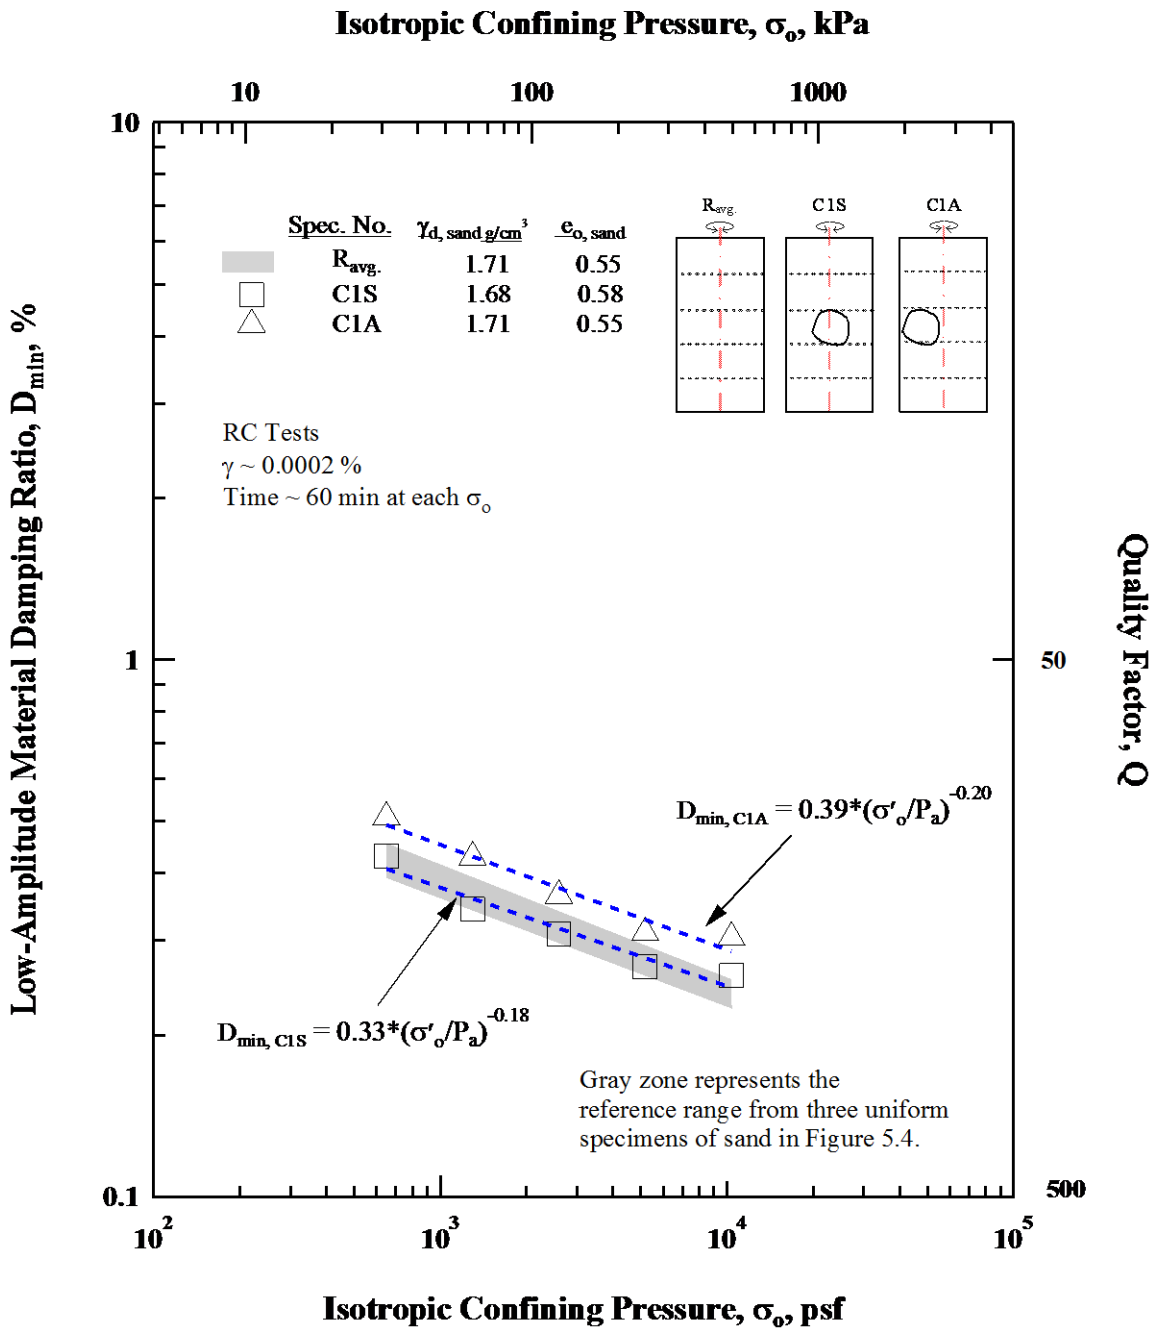 Isotropic Confining Pressure, σo, kPa
10 100 1000
10
Spec. No. γd, sand g/cm³ eo, sand
Ravg. 1.71 0.55
C1S 1.68 0.58
C1A 1.71 0.55
Ravg. C1S C1A
RC Tests
γ ~ 0.0002 %
Time ~ 60 min at each σo
Low-Amplitude Material Damping Ratio, Dmin, %
Quality Factor, Q
1
50
Dmin, C1A = 0.39*(σ′o/Pa)^-0.20
Dmin, C1S = 0.33*(σ′o/Pa)^-0.18
Gray zone represents the
reference range from three uniform
specimens of sand in Figure 5.4.
0.1
500
10² 10³ 10⁴ 10⁵
Isotropic Confining Pressure, σo, psf